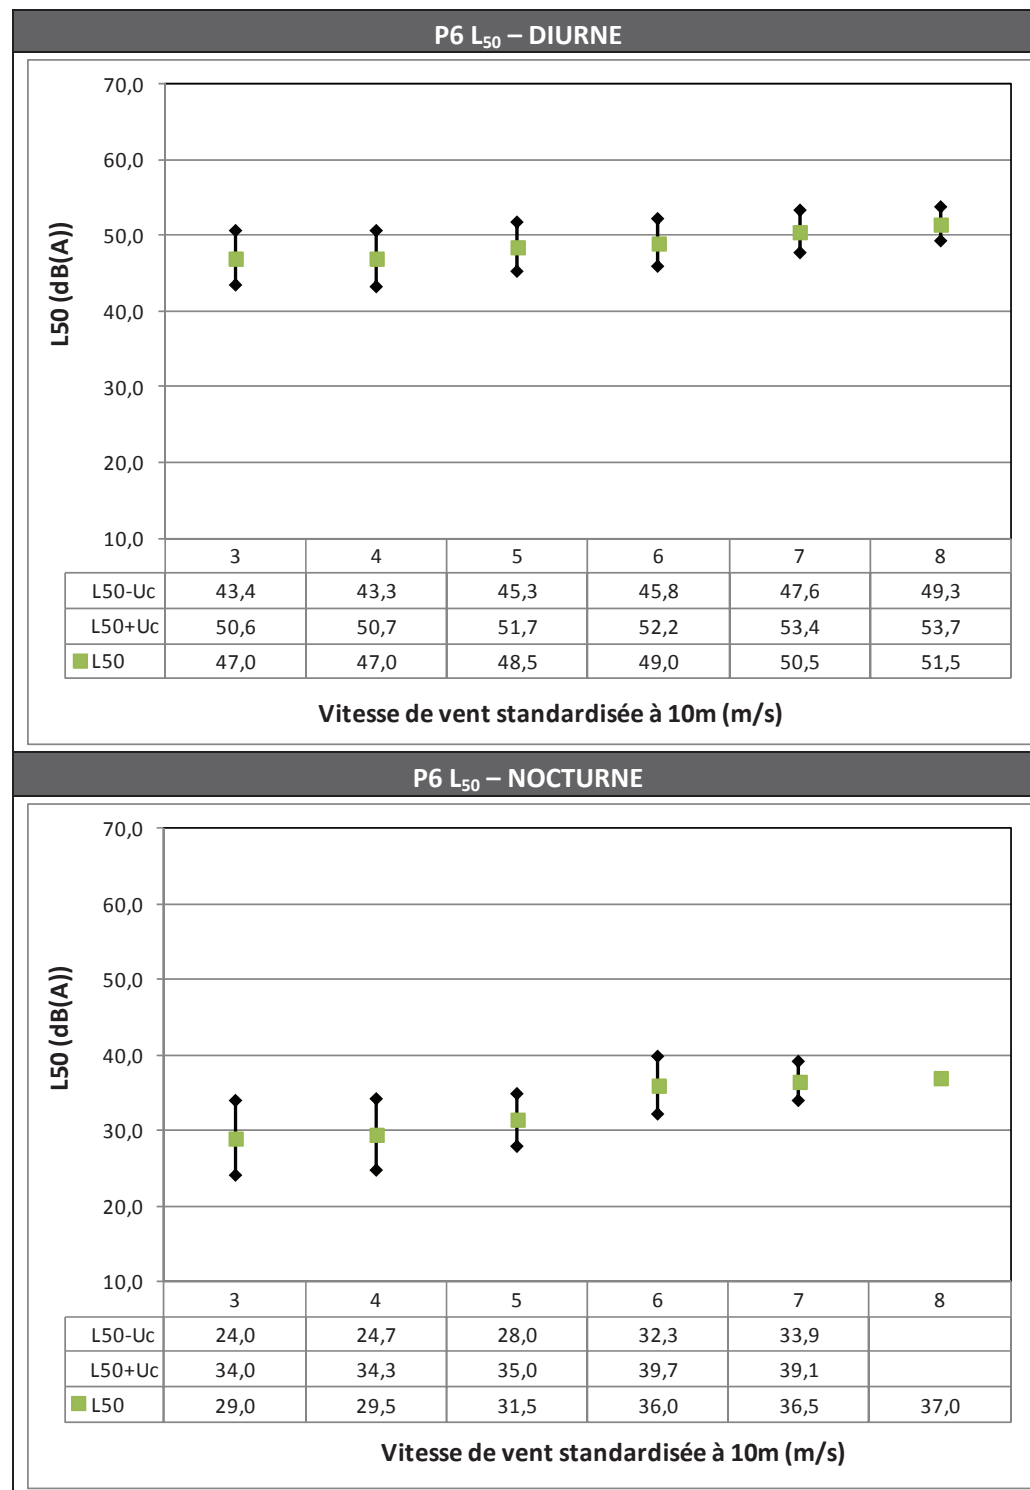 P6 L50 – DIURNE
70,0
60,0
50,0
40,0
30,0
20,0
10,0
L50 (dB(A))
3 4 5 6 7 8
L50-Uc 43,4 43,3 45,3 45,8 47,6 49,3
L50+Uc 50,6 50,7 51,7 52,2 53,4 53,7
L50 47,0 47,0 48,5 49,0 50,5 51,5
Vitesse de vent standardisée à 10m (m/s)
P6 L50 – NOCTURNE
70,0
60,0
50,0
40,0
30,0
20,0
10,0
L50 (dB(A))
3 4 5 6 7 8
L50-Uc 24,0 24,7 28,0 32,3 33,9
L50+Uc 34,0 34,3 35,0 39,7 39,1
L50 29,0 29,5 31,5 36,0 36,5 37,0
Vitesse de vent standardisée à 10m (m/s)